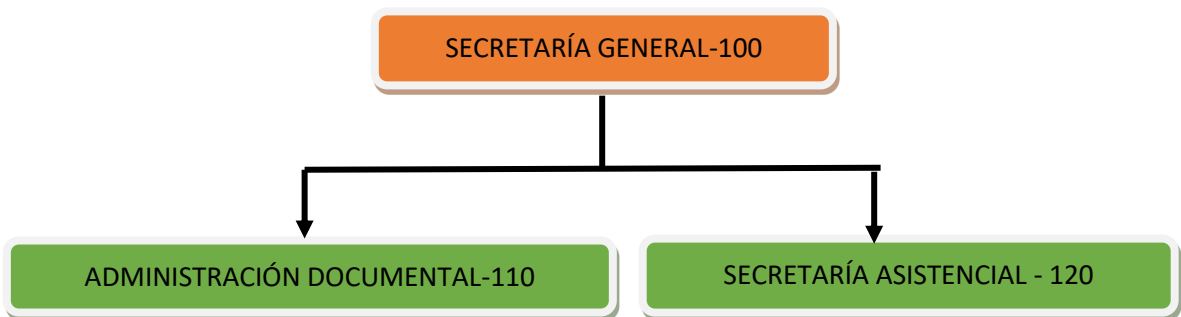 SECRETARÍA GENERAL-100
ADMINISTRACIÓN DOCUMENTAL-110
SECRETARÍA ASISTENCIAL - 120